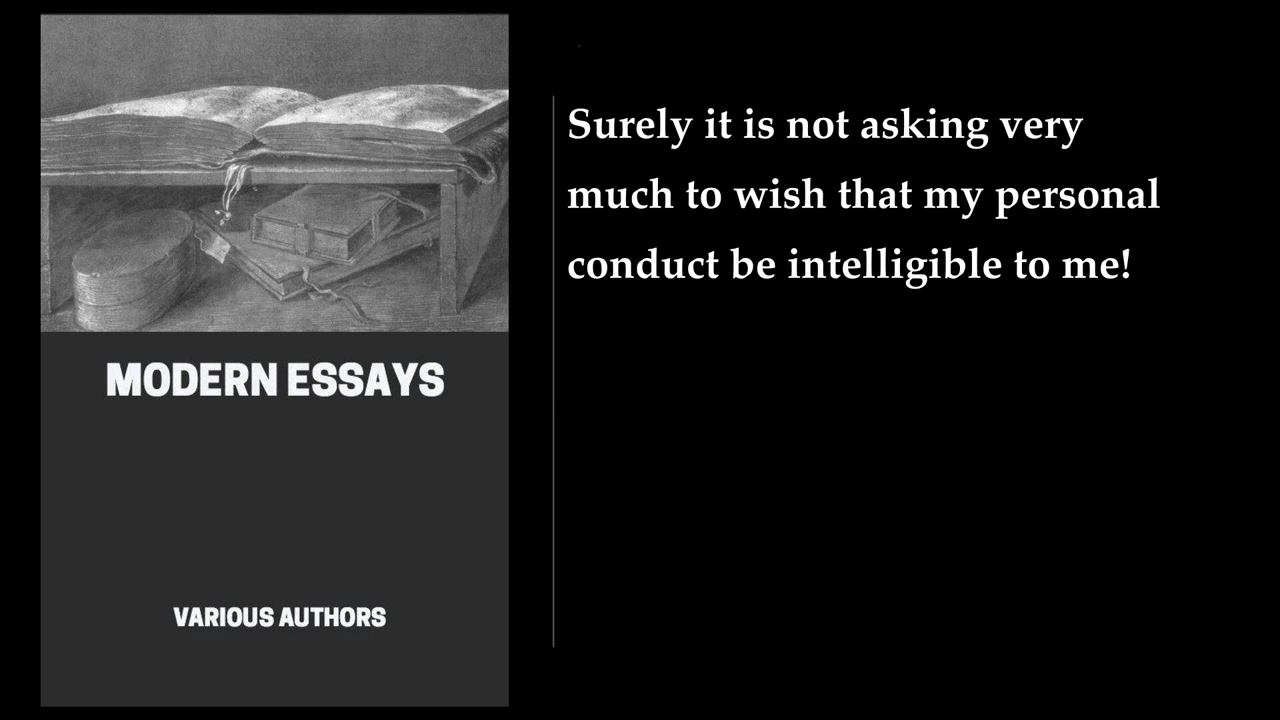 MODERN ESSAYS
VARIOUS AUTHORS
Surely it is not asking very
much to wish that my personal
conduct be intelligible to me!